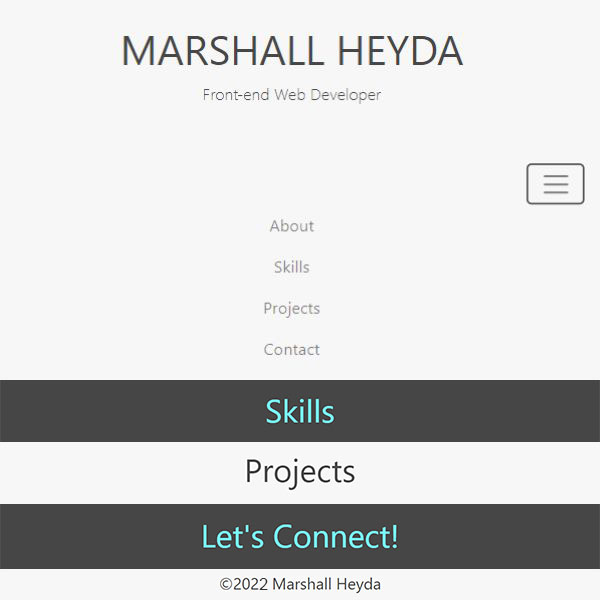 MARSHALL HEYDA
Front-end Web Developer
About
Skills
Projects
Contact
Skills
Projects
Let's Connect!
©2022 Marshall Heyda